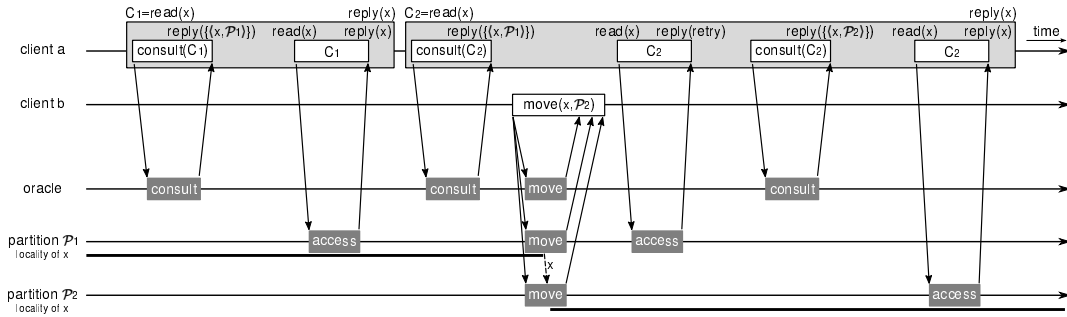 C1=read(x) reply(x) C2=read(x) reply(x)
reply({⟨x,P1⟩}) read(x) reply(x) reply({⟨x,P1⟩}) read(x) reply(retry) reply({⟨x,P2⟩}) read(x) reply(x) time
client a consult(C1) C1 consult(C2) C2 consult(C2) C2
client b move(x,P2)
oracle consult consult move consult
partition P1 access move access
locality of x
x
partition P2 move access
locality of x